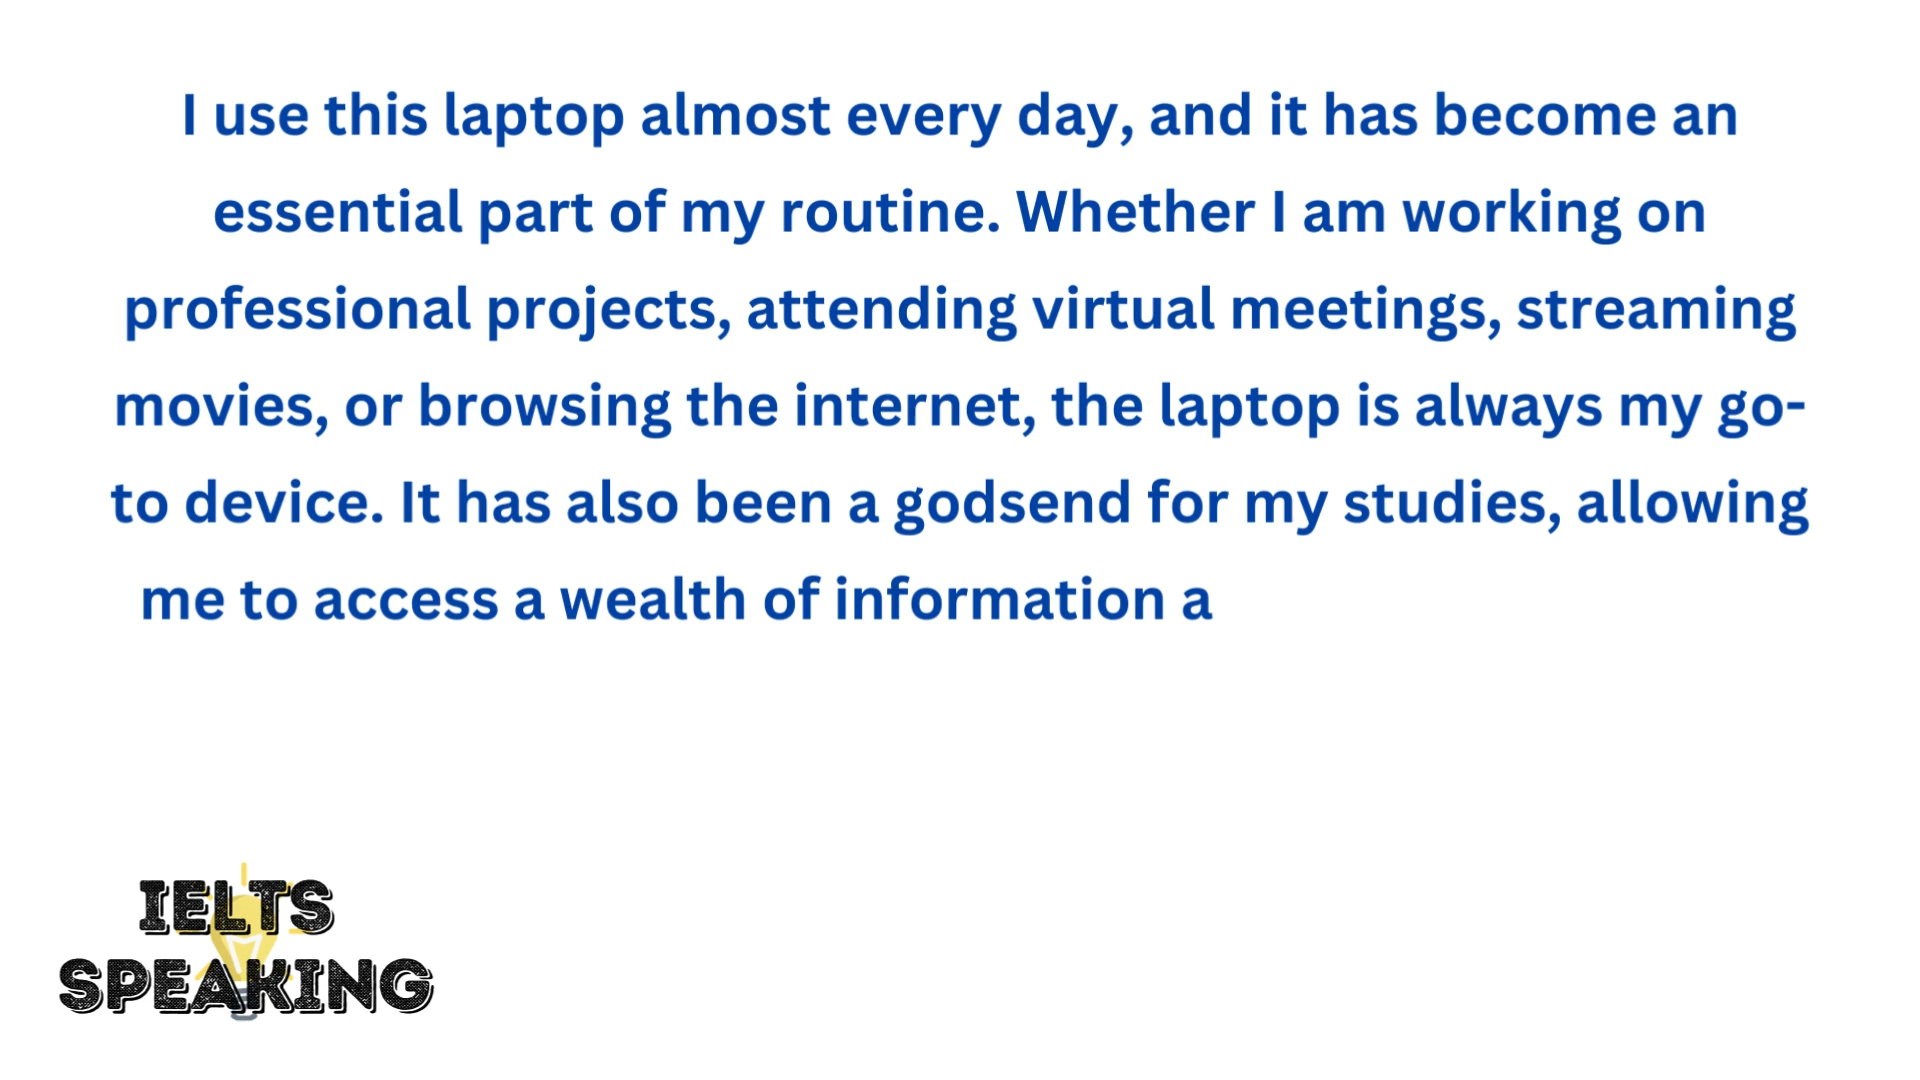 I use this laptop almost every day, and it has become an
essential part of my routine. Whether I am working on
professional projects, attending virtual meetings, streaming
movies, or browsing the internet, the laptop is always my go-
to device. It has also been a godsend for my studies, allowing
me to access a wealth of information a
IELTS
SPEAKING